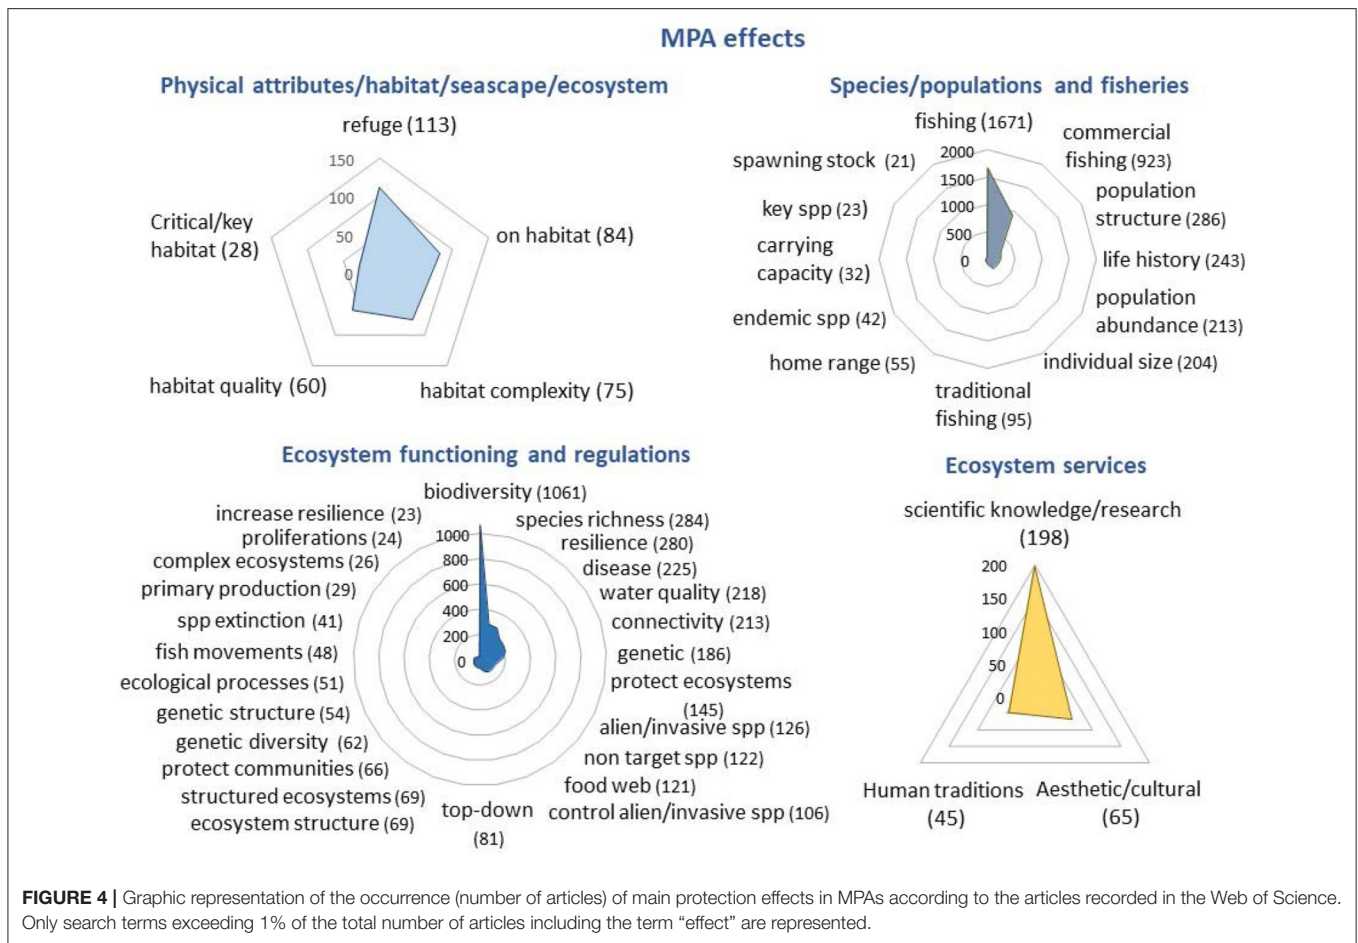 MPA effects
Physical attributes/habitat/seascape/ecosystem
refuge (113)
150
100
50
0
on habitat (84)
habitat complexity (75)
habitat quality (60)
Critical/key
habitat (28)
Species/populations and fisheries
fishing (1671)
2000
1500
1000
500
0
commercial
fishing (923)
population
structure (286)
life history (243)
population
abundance (213)
individual size (204)
traditional
fishing (95)
home range (55)
endemic spp (42)
carrying
capacity (32)
key spp (23)
spawning stock (21)
Ecosystem functioning and regulations
biodiversity (1061)
1000
800
600
400
200
0
species richness (284)
resilience (280)
disease (225)
water quality (218)
connectivity (213)
genetic (186)
protect ecosystems
(145)
alien/invasive spp (126)
non target spp (122)
food web (121)
control alien/invasive spp (106)
top-down
(81)
ecosystem structure (69)
structured ecosystems (69)
protect communities (66)
genetic diversity (62)
genetic structure (54)
ecological processes (51)
fish movements (48)
spp extinction (41)
primary production (29)
complex ecosystems (26)
proliferations (24)
increase resilience (23)
Ecosystem services
scientific knowledge/research
(198)
200
150
100
50
0
Aesthetic/cultural
(65)
Human traditions
(45)
FIGURE 4 | Graphic representation of the occurrence (number of articles) of main protection effects in MPAs according to the articles recorded in the Web of Science.
Only search terms exceeding 1% of the total number of articles including the term “effect” are represented.